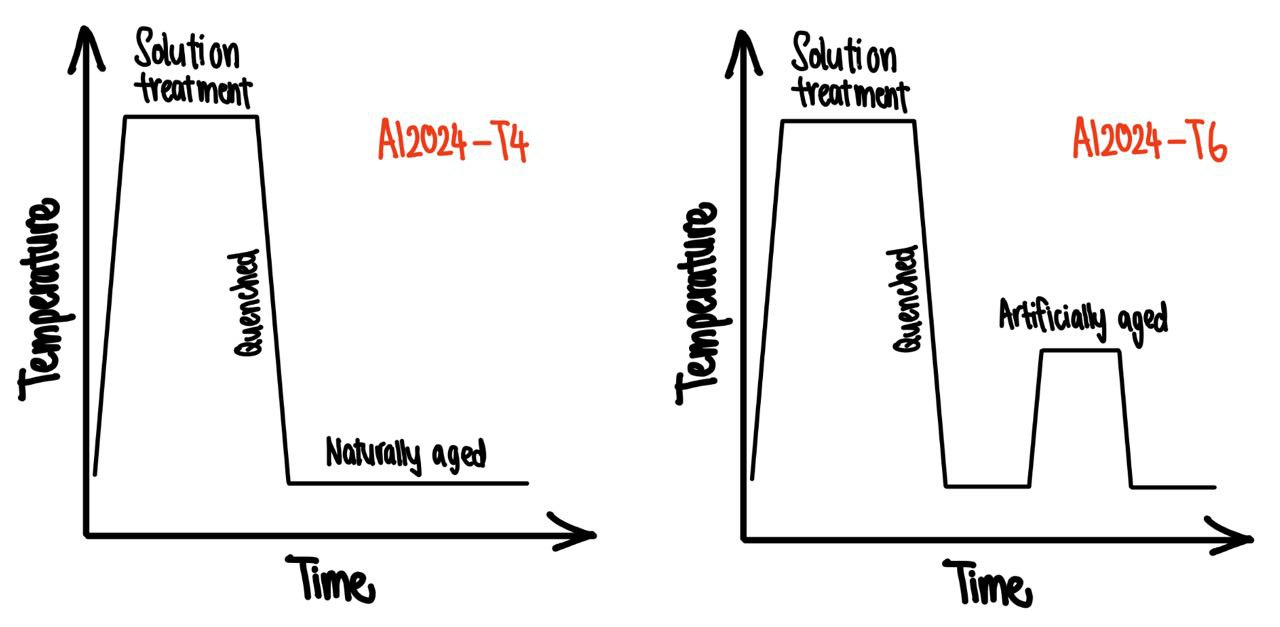 Solution
treatment
Al2024-T4
Temperature
Quenched
Naturally aged
Time
Solution
treatment
Al2024-T6
Temperature
Quenched
Artificially aged
Time